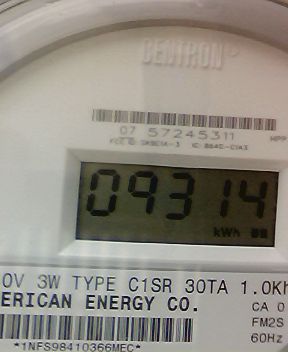 CENTRON
07 57245311
09314
kWh
0V 3W TYPE C1SR 30TA 1.0Kh
ERICAN ENERGY CO.
CA 0
FM2S
60Hz
*1NFS98410366MEC*